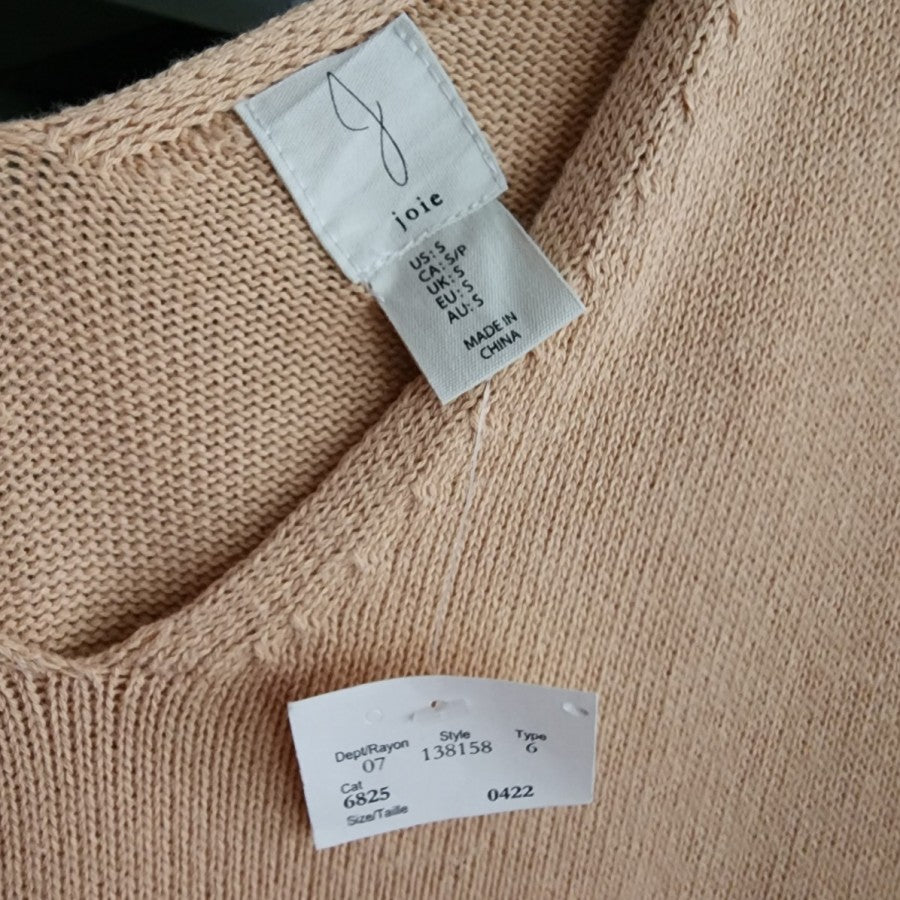 joie
US: S
CA: S/P
UK: S
EU: S
AU: S
MADE IN
CHINA
Dept/Rayon Style Type
07 138158 6
Cat
6825 0422
Size/Taille